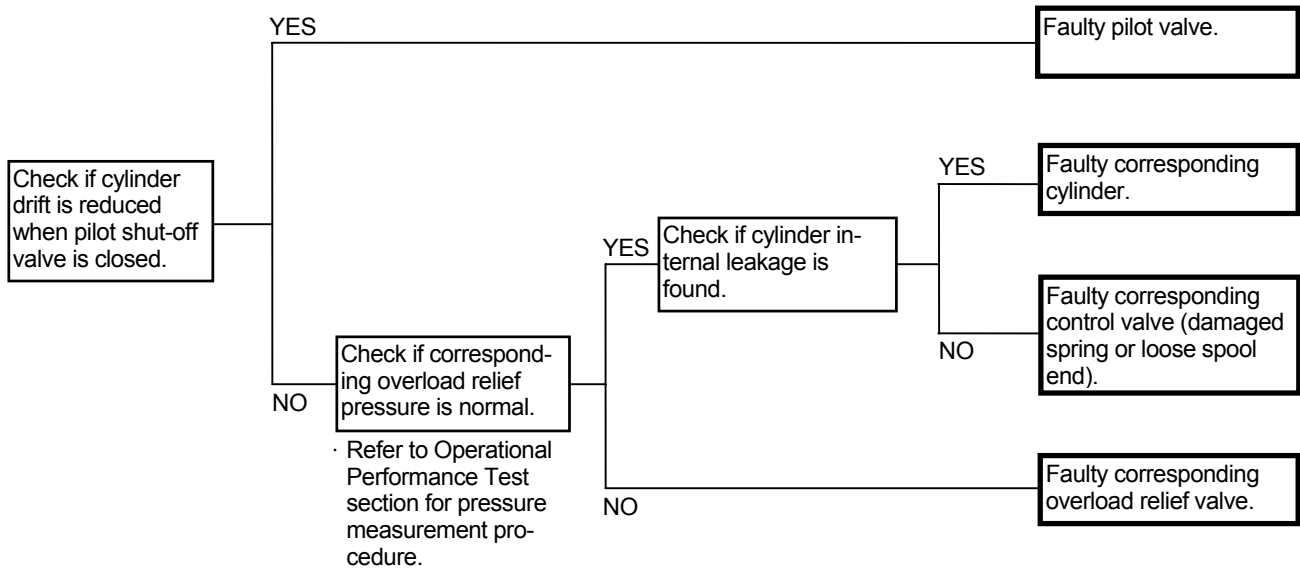 YES
Faulty pilot valve.
Check if cylinder
drift is reduced
when pilot shut-off
valve is closed.
NO
Check if correspond-
ing overload relief
pressure is normal.
· Refer to Operational
Performance Test
section for pressure
measurement pro-
cedure.
YES
Check if cylinder in-
ternal leakage is
found.
YES
Faulty corresponding
cylinder.
NO
Faulty corresponding
control valve (damaged
spring or loose spool
end).
NO
Faulty corresponding
overload relief valve.